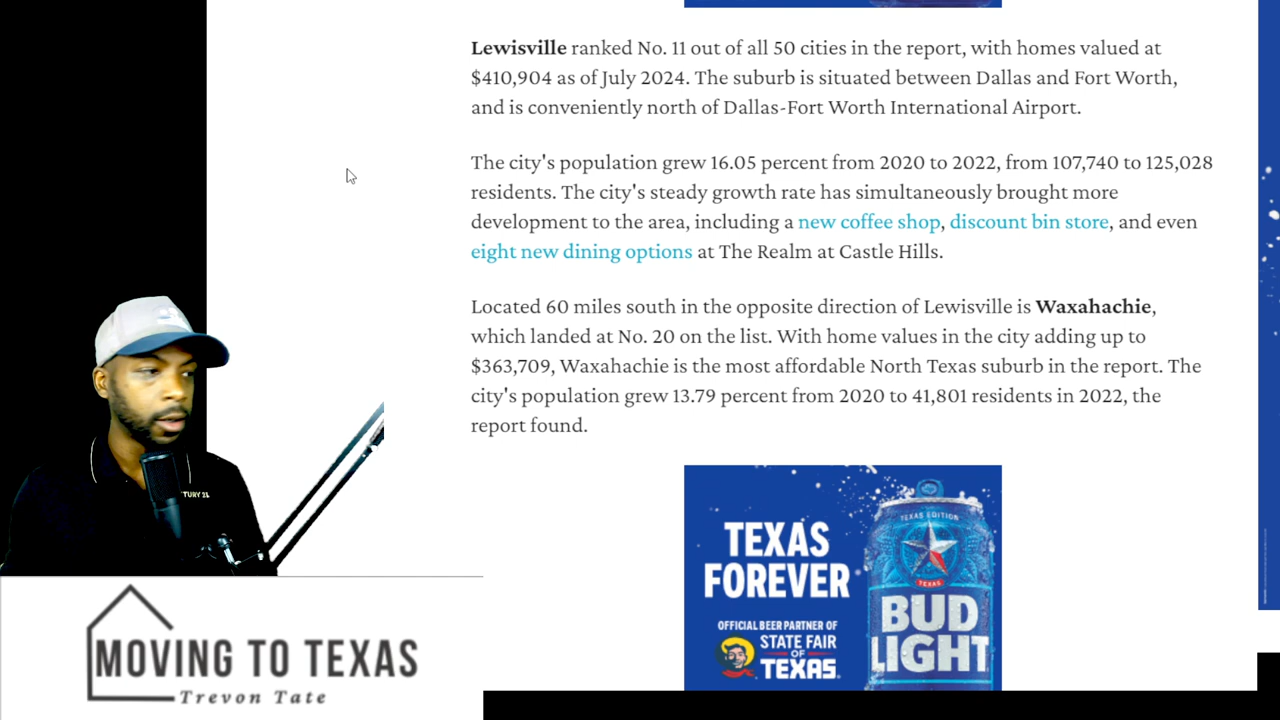 Lewisville ranked No. 11 out of all 50 cities in the report, with homes valued at
$410,904 as of July 2024. The suburb is situated between Dallas and Fort Worth,
and is conveniently north of Dallas-Fort Worth International Airport.
The city's population grew 16.05 percent from 2020 to 2022, from 107,740 to 125,028
residents. The city's steady growth rate has simultaneously brought more
development to the area, including a new coffee shop, discount bin store, and even
eight new dining options at The Realm at Castle Hills.
Located 60 miles south in the opposite direction of Lewisville is Waxahachie,
which landed at No. 20 on the list. With home values in the city adding up to
$363,709, Waxahachie is the most affordable North Texas suburb in the report. The
city's population grew 13.79 percent from 2020 to 41,801 residents in 2022, the
report found.
TEXAS
FOREVER
OFFICIAL BEER PARTNER OF
STATE FAIR
OF
TEXAS
TEXAS EDITION
TEXAS
BUD
LIGHT
TURY 21
MOVING TO TEXAS
Trevon Tate